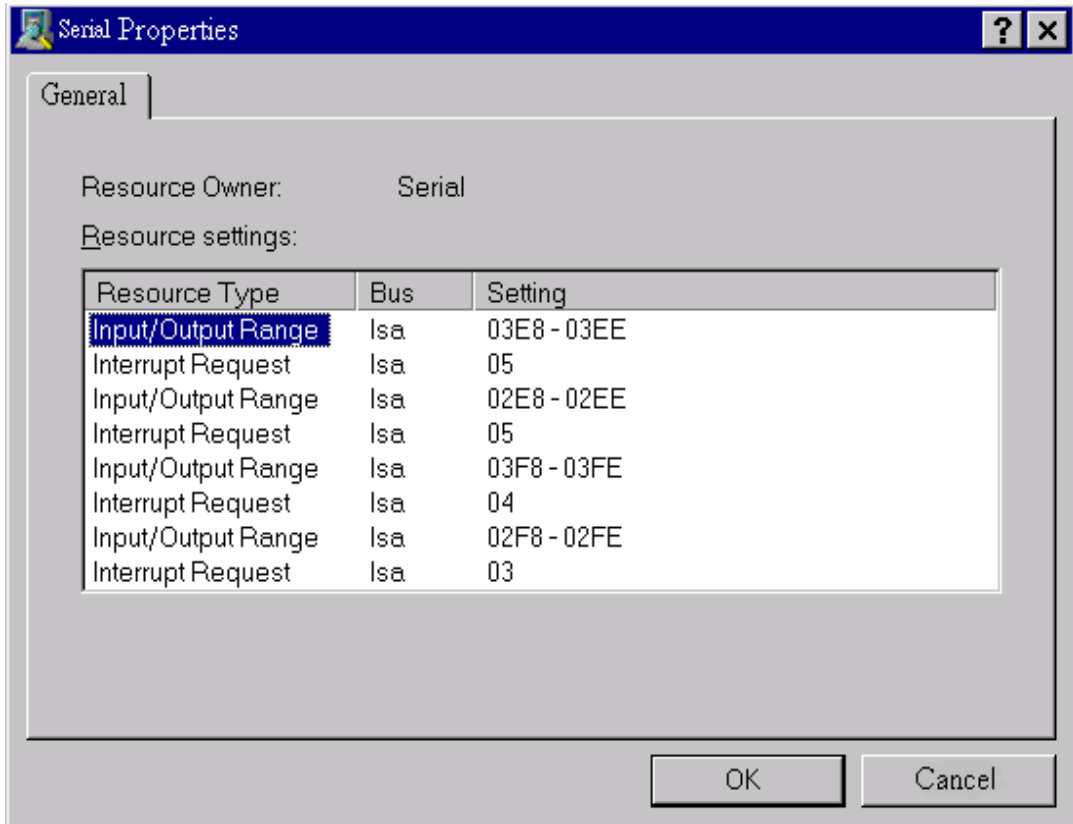 Serial Properties
General
Resource Owner: Serial
Resource settings:
Resource Type Bus Setting
Input/Output Range Isa 03E8 - 03EE
Interrupt Request Isa 05
Input/Output Range Isa 02E8 - 02EE
Interrupt Request Isa 05
Input/Output Range Isa 03F8 - 03FE
Interrupt Request Isa 04
Input/Output Range Isa 02F8 - 02FE
Interrupt Request Isa 03
OK Cancel